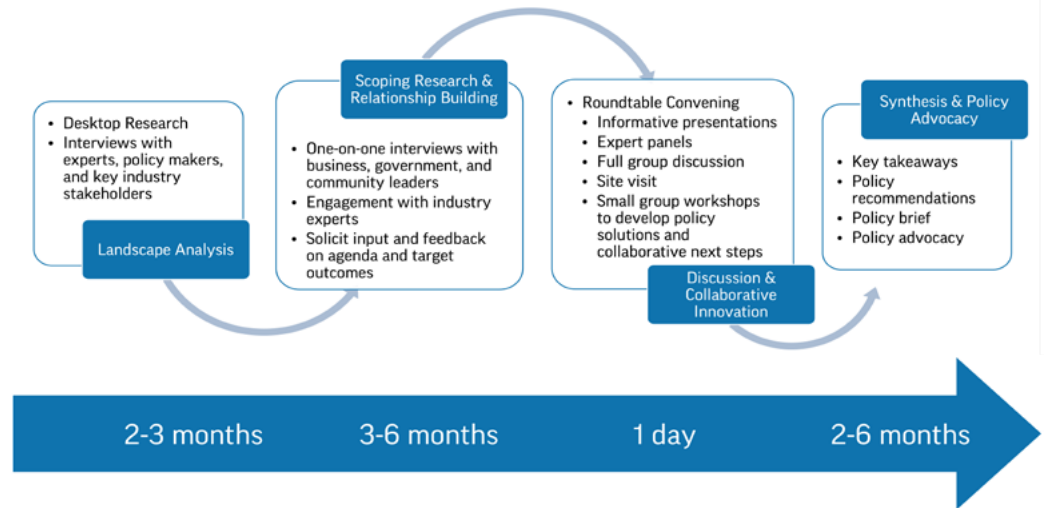 • Desktop Research
• Interviews with
experts, policy makers,
and key industry
stakeholders
Landscape Analysis
Scoping Research &
Relationship Building
• One-on-one interviews with
business, government, and
community leaders
• Engagement with industry
experts
• Solicit input and feedback
on agenda and target
outcomes
• Roundtable Convening
• Informative presentations
• Expert panels
• Full group discussion
• Site visit
• Small group workshops
to develop policy
solutions and
collaborative next steps
Discussion &
Collaborative
Innovation
Synthesis & Policy
Advocacy
• Key takeaways
• Policy
recommendations
• Policy brief
• Policy advocacy
2-3 months
3-6 months
1 day
2-6 months